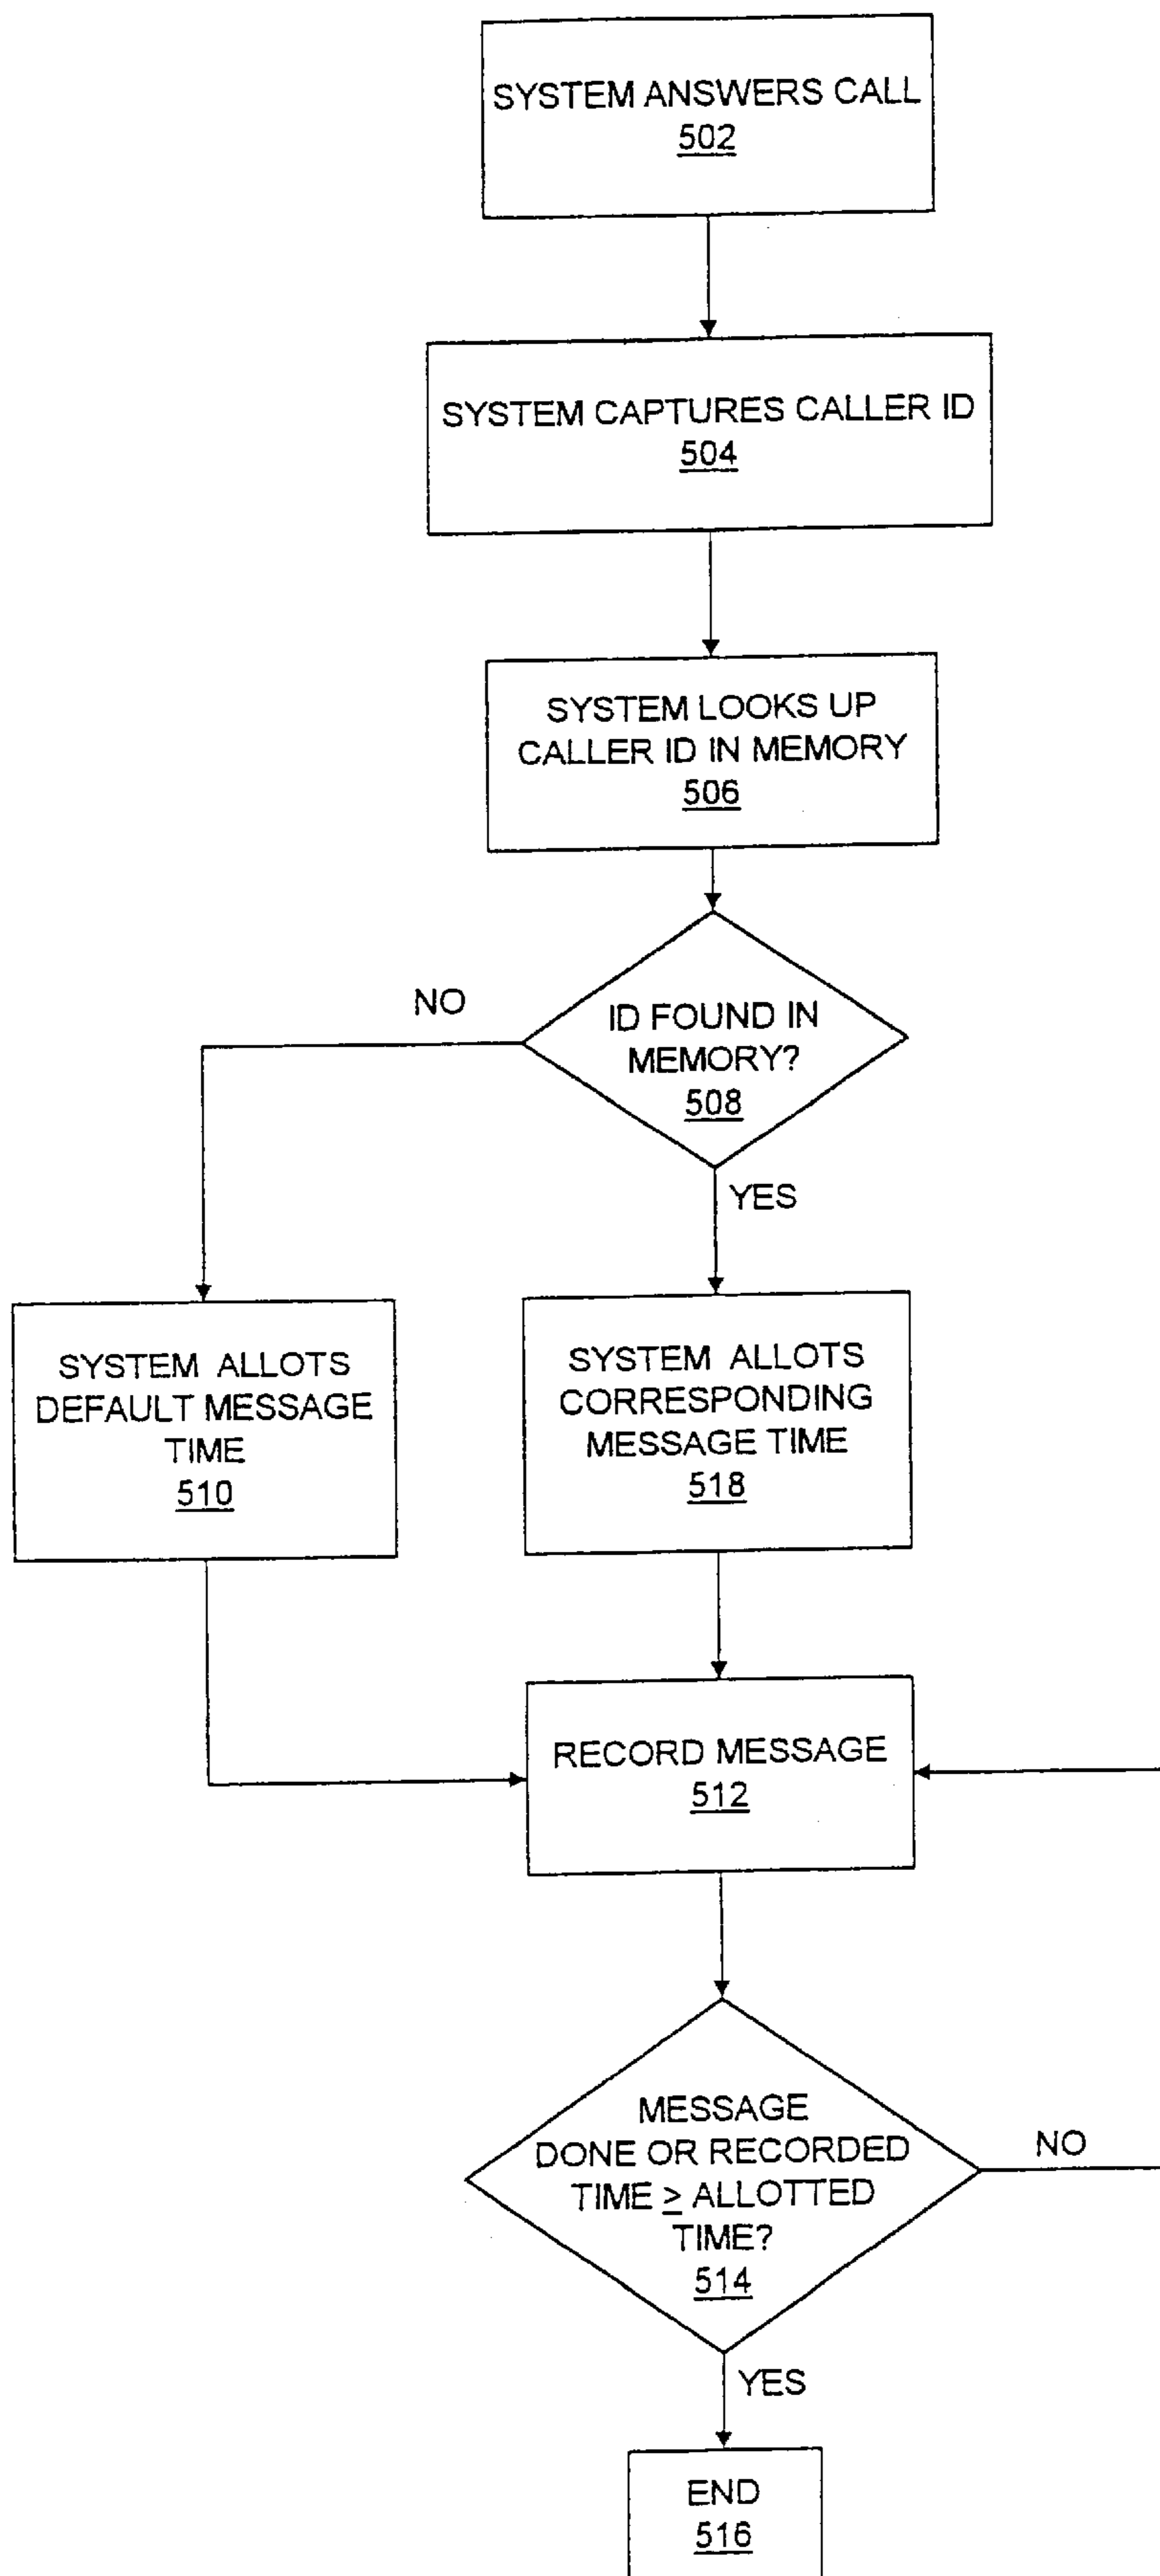 SYSTEM ANSWERS CALL
502
SYSTEM CAPTURES CALLER ID
504
SYSTEM LOOKS UP
CALLER ID IN MEMORY
506
NO
ID FOUND IN
MEMORY?
508
YES
SYSTEM ALLOTS
DEFAULT MESSAGE
TIME
510
SYSTEM ALLOTS
CORRESPONDING
MESSAGE TIME
518
RECORD MESSAGE
512
MESSAGE
DONE OR RECORDED
TIME ≥ ALLOTTED
TIME?
514
NO
YES
END
516